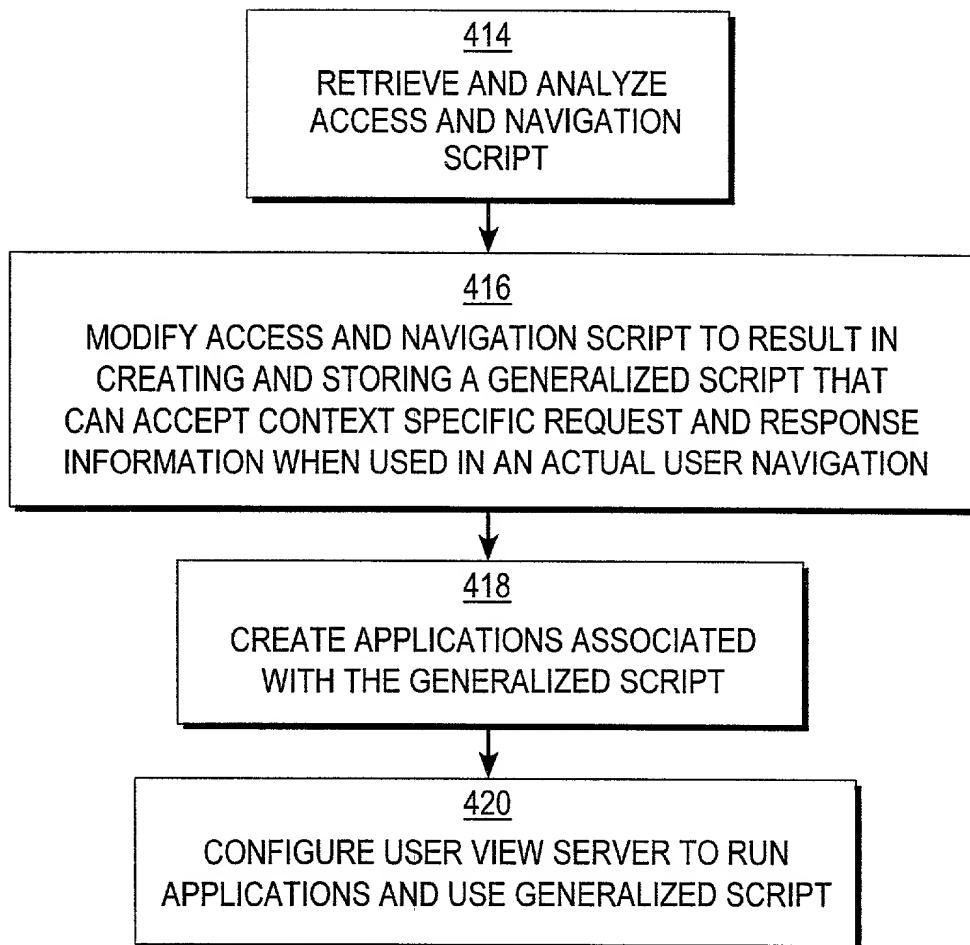 414
RETRIEVE AND ANALYZE
ACCESS AND NAVIGATION
SCRIPT
416
MODIFY ACCESS AND NAVIGATION SCRIPT TO RESULT IN
CREATING AND STORING A GENERALIZED SCRIPT THAT
CAN ACCEPT CONTEXT SPECIFIC REQUEST AND RESPONSE
INFORMATION WHEN USED IN AN ACTUAL USER NAVIGATION
418
CREATE APPLICATIONS ASSOCIATED
WITH THE GENERALIZED SCRIPT
420
CONFIGURE USER VIEW SERVER TO RUN
APPLICATIONS AND USE GENERALIZED SCRIPT